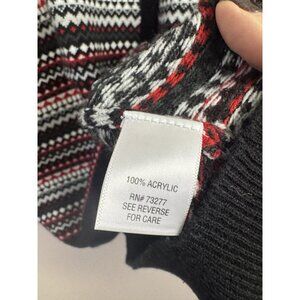 100% ACRYLIC
RN# 73277
SEE REVERSE
FOR CARE